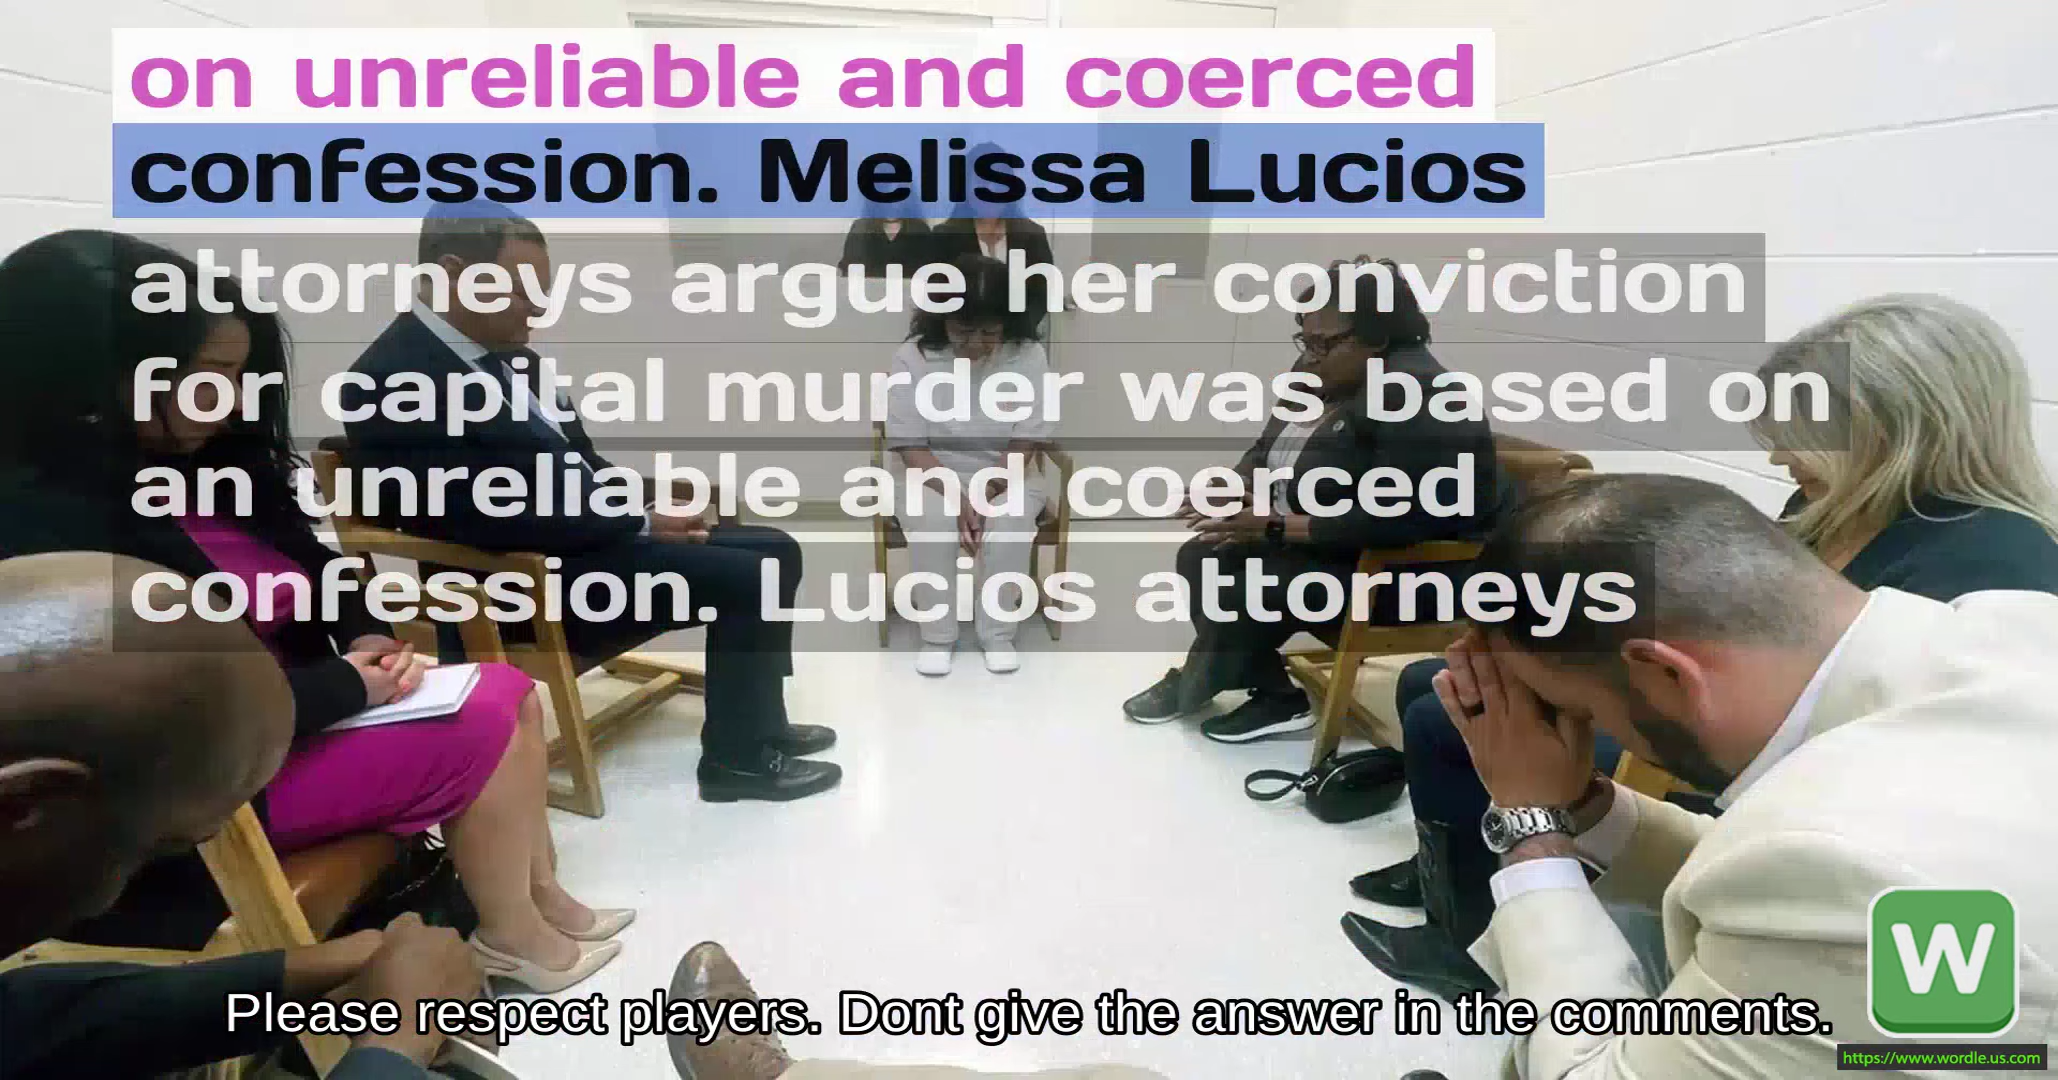 on unreliable and coerced
confession. Melissa Lucios
attorneys argue her conviction
for capital murder was based on
an unreliable and coerced
confession. Lucios attorneys
Please respect players. Dont give the answer in the comments.
W
https://www.wordle.us.com